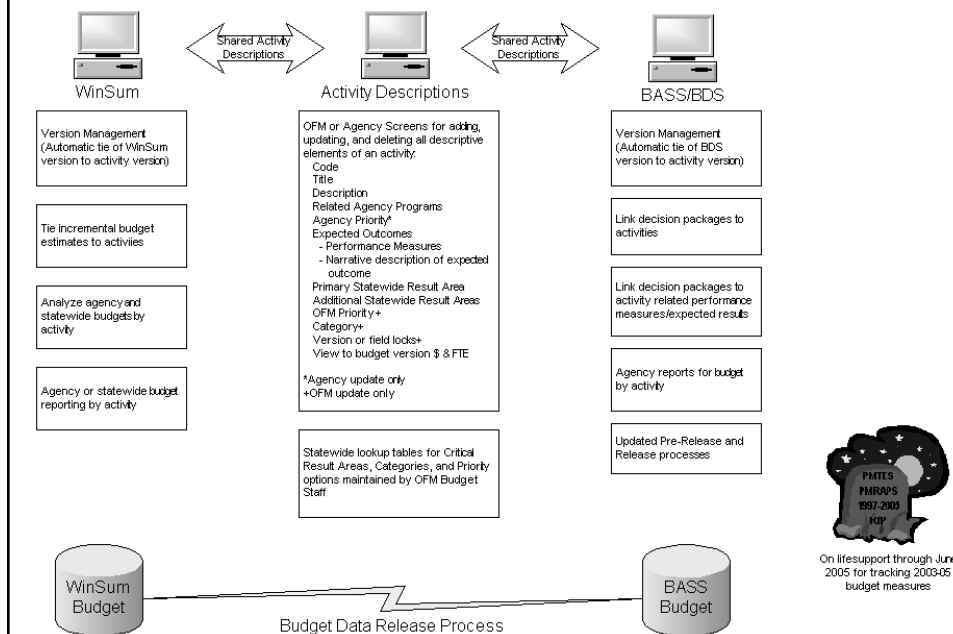 Shared Activity
Descriptions
Shared Activity
Descriptions
WinSum
Activity Descriptions
BASS/BDS
Version Management
(Automatic tie of WinSum
version to activity version)
Tie incremental budget
estimates to activiies
Analyze agency and
statewide budgets by
activity
Agency or statewide budget
reporting by activity
OFM or Agency Screens for adding,
updating, and deleting all descriptive
elements of an activity:
Code
Title
Description
Related Agency Programs
Agency Priority*
Expected Outcomes
- Performance Measures
- Narrative description of expected
outcome
Primary Statewide Result Area
Additional Statewide Result Areas
OFM Priority+
Category+
Version or field locks+
View to budget version $ & FTE
*Agency update only
+OFM update only
Statewide lookup tables for Critical
Result Areas, Categories, and Priority
options maintained by OFM Budget
Staff
Version Management
(Automatic tie of BDS
version to activity version)
Link decision packages to
activities
Link decision packages to
activity related performance
measures/expected results
Agency reports for budget
by activity
Updated Pre-Release and
Release processes
PMTES
PMRAPS
1997-2005
RIP
On lifesupport through June
2005 for tracking 2003-05
budget measures
WinSum
Budget
BASS
Budget
Budget Data Release Process